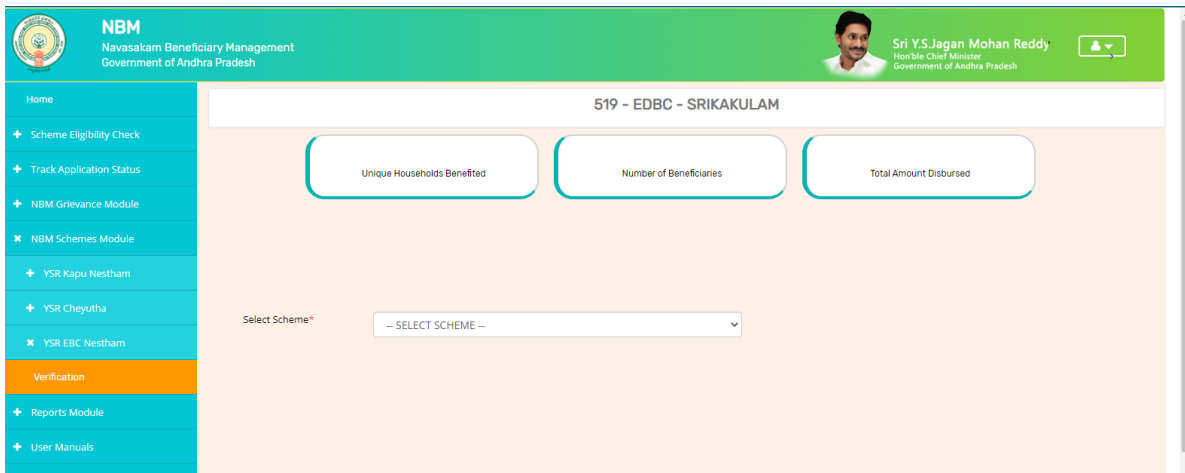 NBM
Navasakam Beneficiary Management
Government of Andhra Pradesh
Sri Y.S.Jagan Mohan Reddy
Hon'ble Chief Minister
Government of Andhra Pradesh
Home
519 - EDBC - SRIKAKULAM
+ Scheme Eligibility Check
+ Track Application Status
Unique Households Benefited
Number of Beneficiaries
Total Amount Disbursed
+ NBM Grievance Module
× NBM Schemes Module
+ YSR Kapu Nestham
+ YSR Cheyutha
× YSR EBC Nestham
Verification
+ Reports Module
+ User Manuals
Select Scheme*
-- SELECT SCHEME --